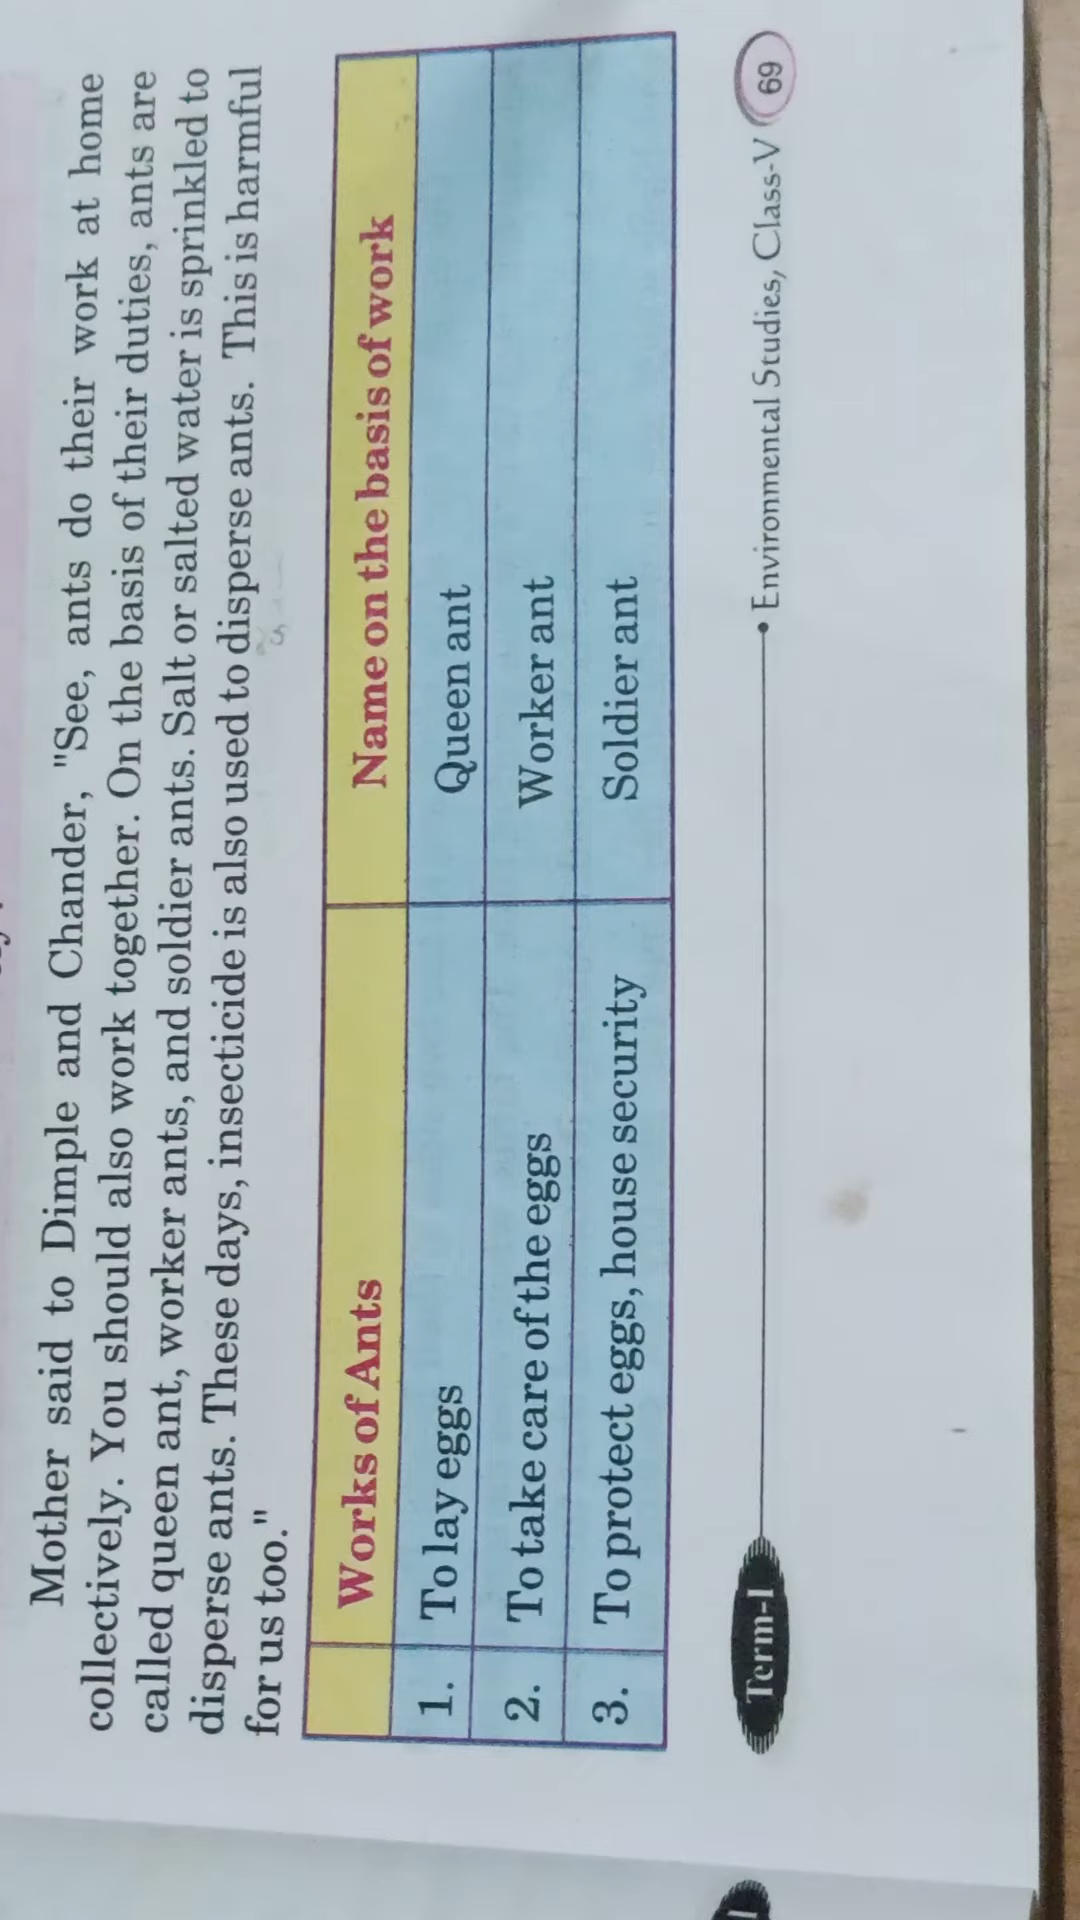 Mother said to Dimple and Chander, "See, ants do their work at home
collectively. You should also work together. On the basis of their duties, ants are
called queen ant, worker ants, and soldier ants. Salt or salted water is sprinkled to
disperse ants. These days, insecticide is also used to disperse ants. This is harmful
for us too."
Works of Ants Name on the basis of work
1. To lay eggs Queen ant
2. To take care of the eggs Worker ant
3. To protect eggs, house security Soldier ant
Term-I • Environmental Studies, Class-V 69